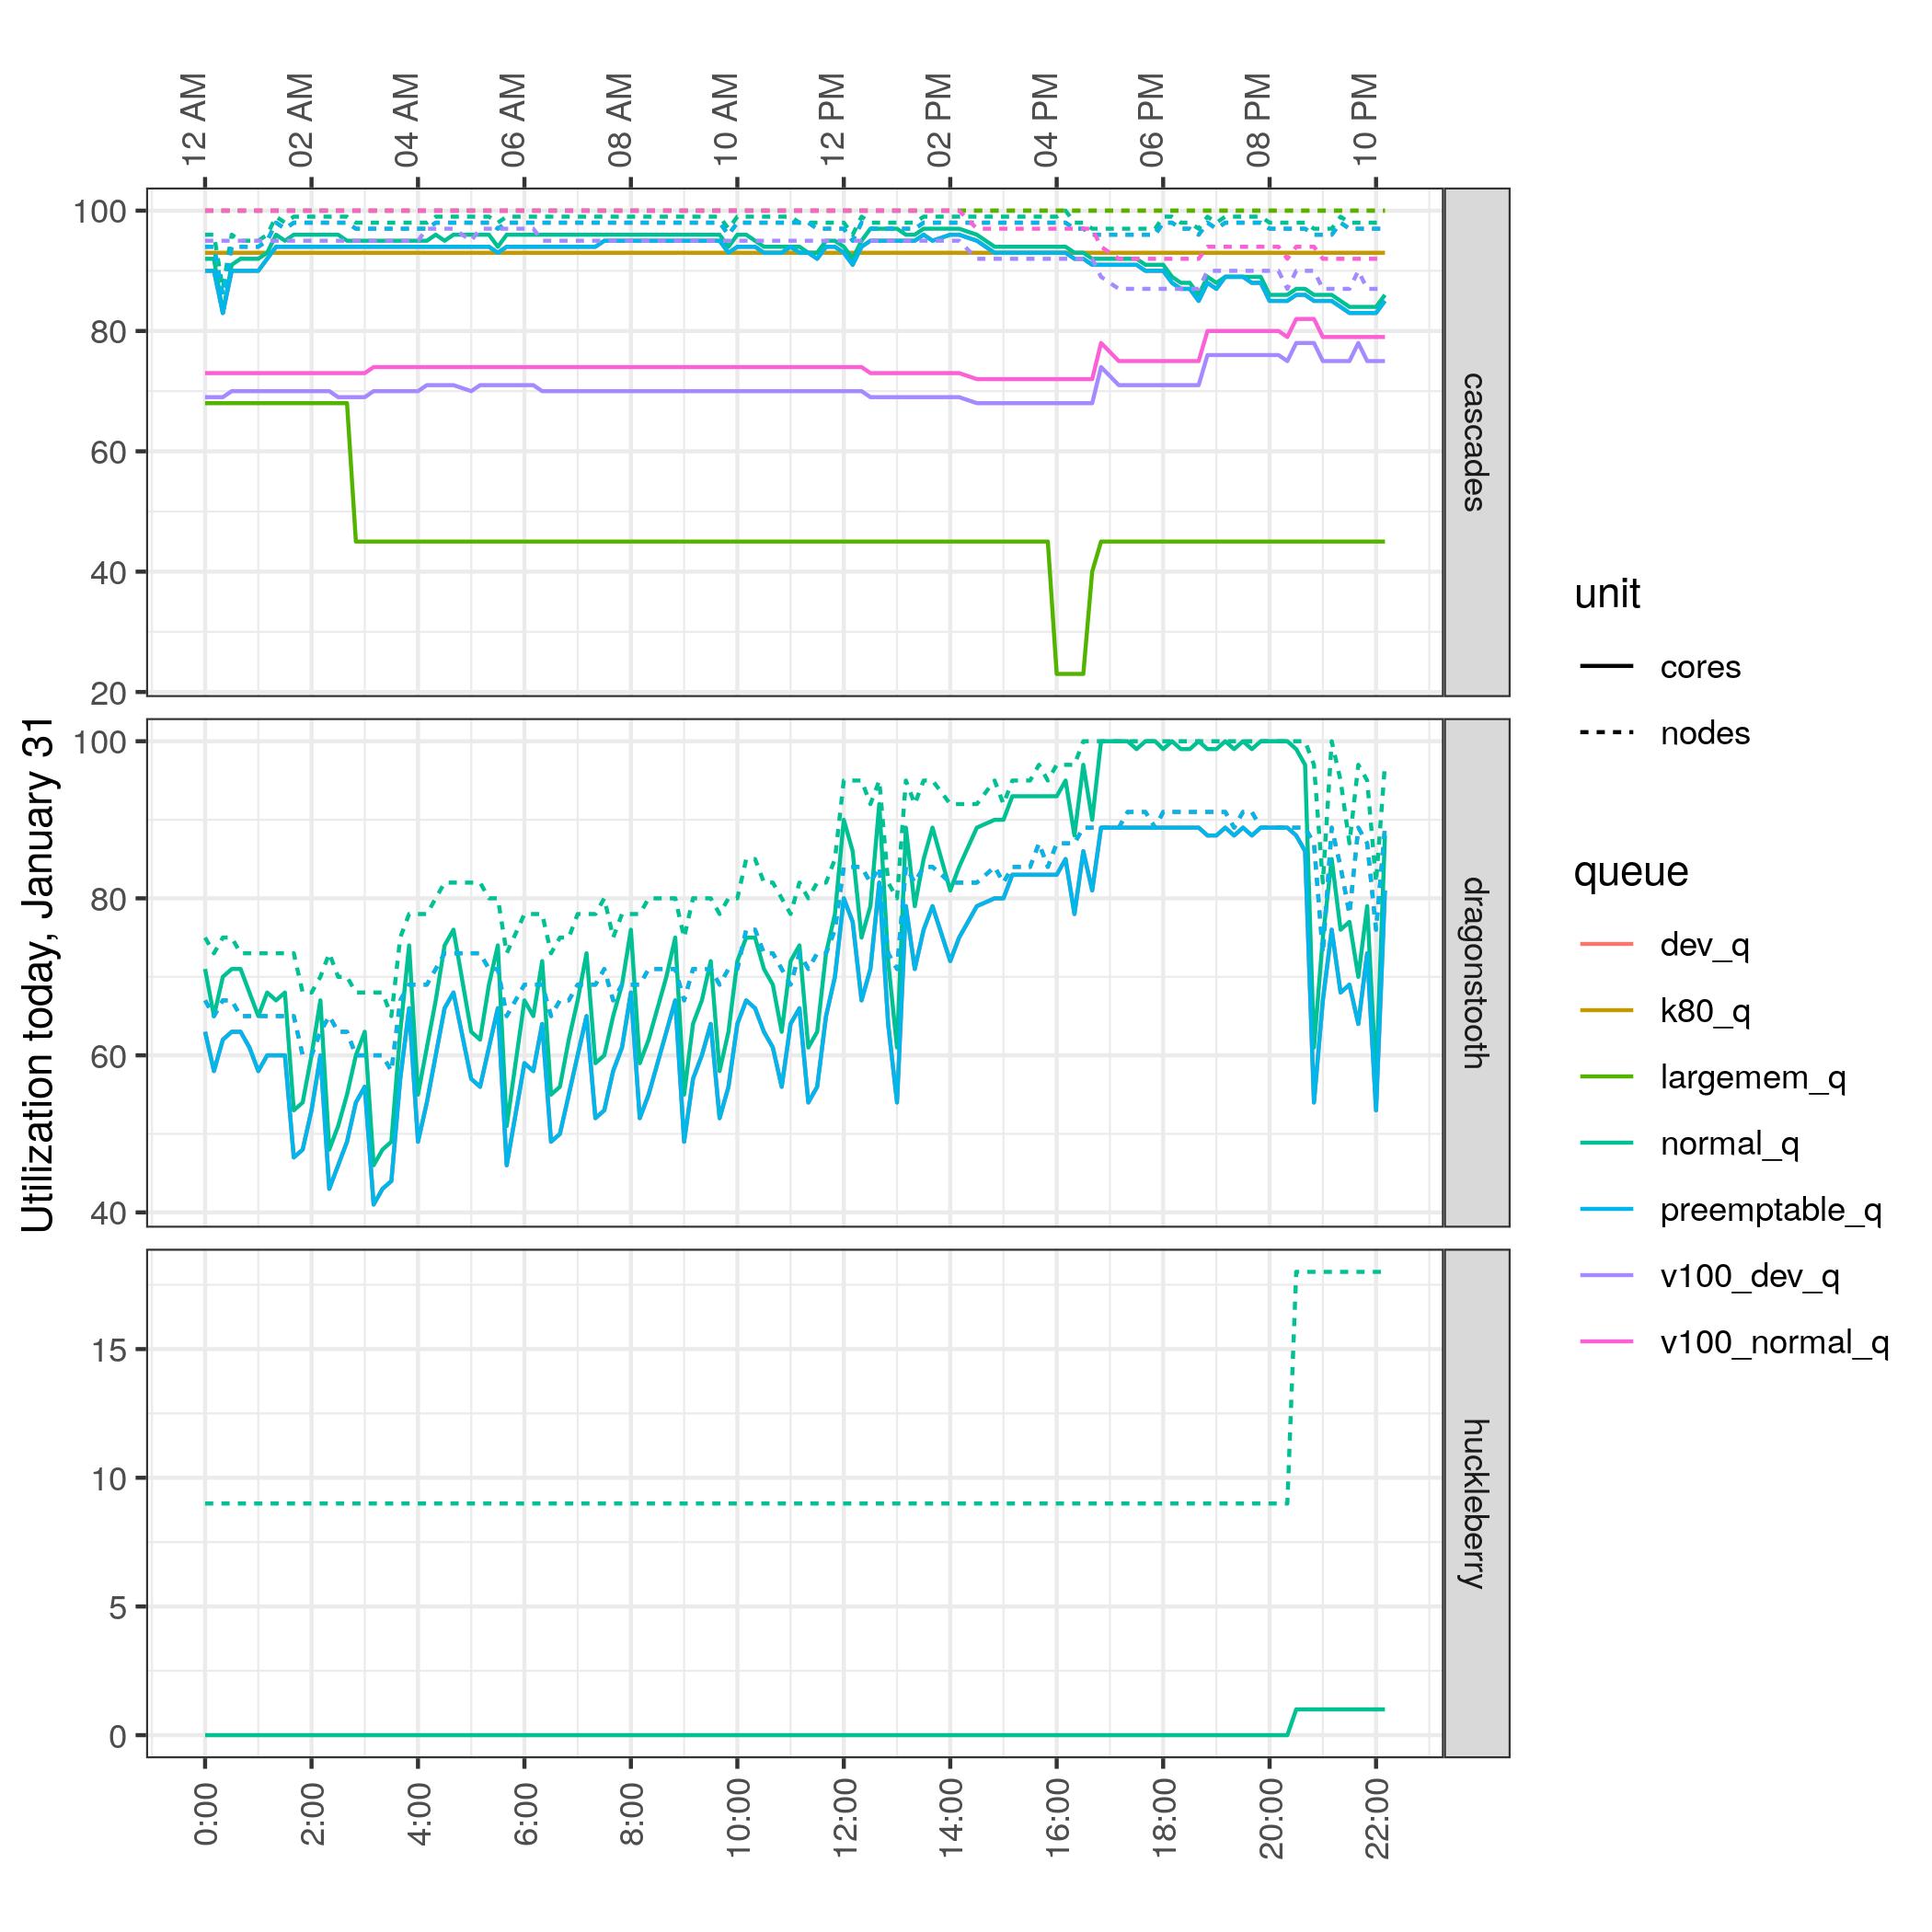 12 AM
02 AM
04 AM
06 AM
08 AM
10 AM
12 PM
02 PM
04 PM
06 PM
08 PM
10 PM
Utilization today, January 31
100
80
60
40
20
cascades
100
80
60
40
dragonstooth
15
10
5
0
huckleberry
0:00
2:00
4:00
6:00
8:00
10:00
12:00
14:00
16:00
18:00
20:00
22:00
unit
cores
nodes
queue
dev_q
k80_q
largemem_q
normal_q
preemptable_q
v100_dev_q
v100_normal_q